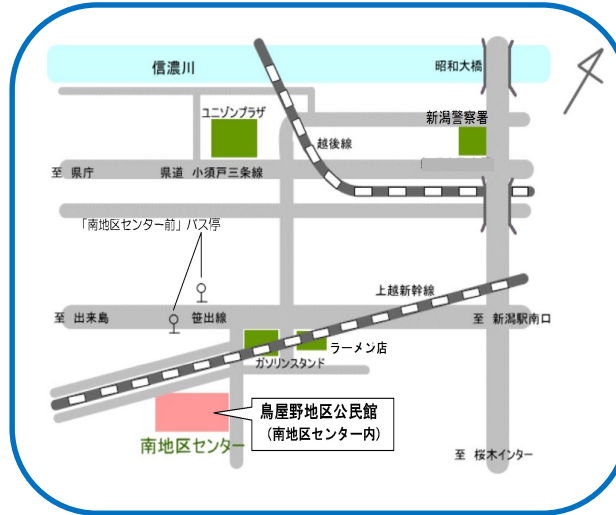 信濃川
昭和大橋
ユニゾンプラザ
新潟警察署
越後線
至 県庁
県道 小須戸三条線
「南地区センター前」バス停
上越新幹線
至 出来島
笹出線
至 新潟駅南口
ラーメン店
ガソリンスタンド
鳥屋野地区公民館
(南地区センター内)
南地区センター
至 桜木インター